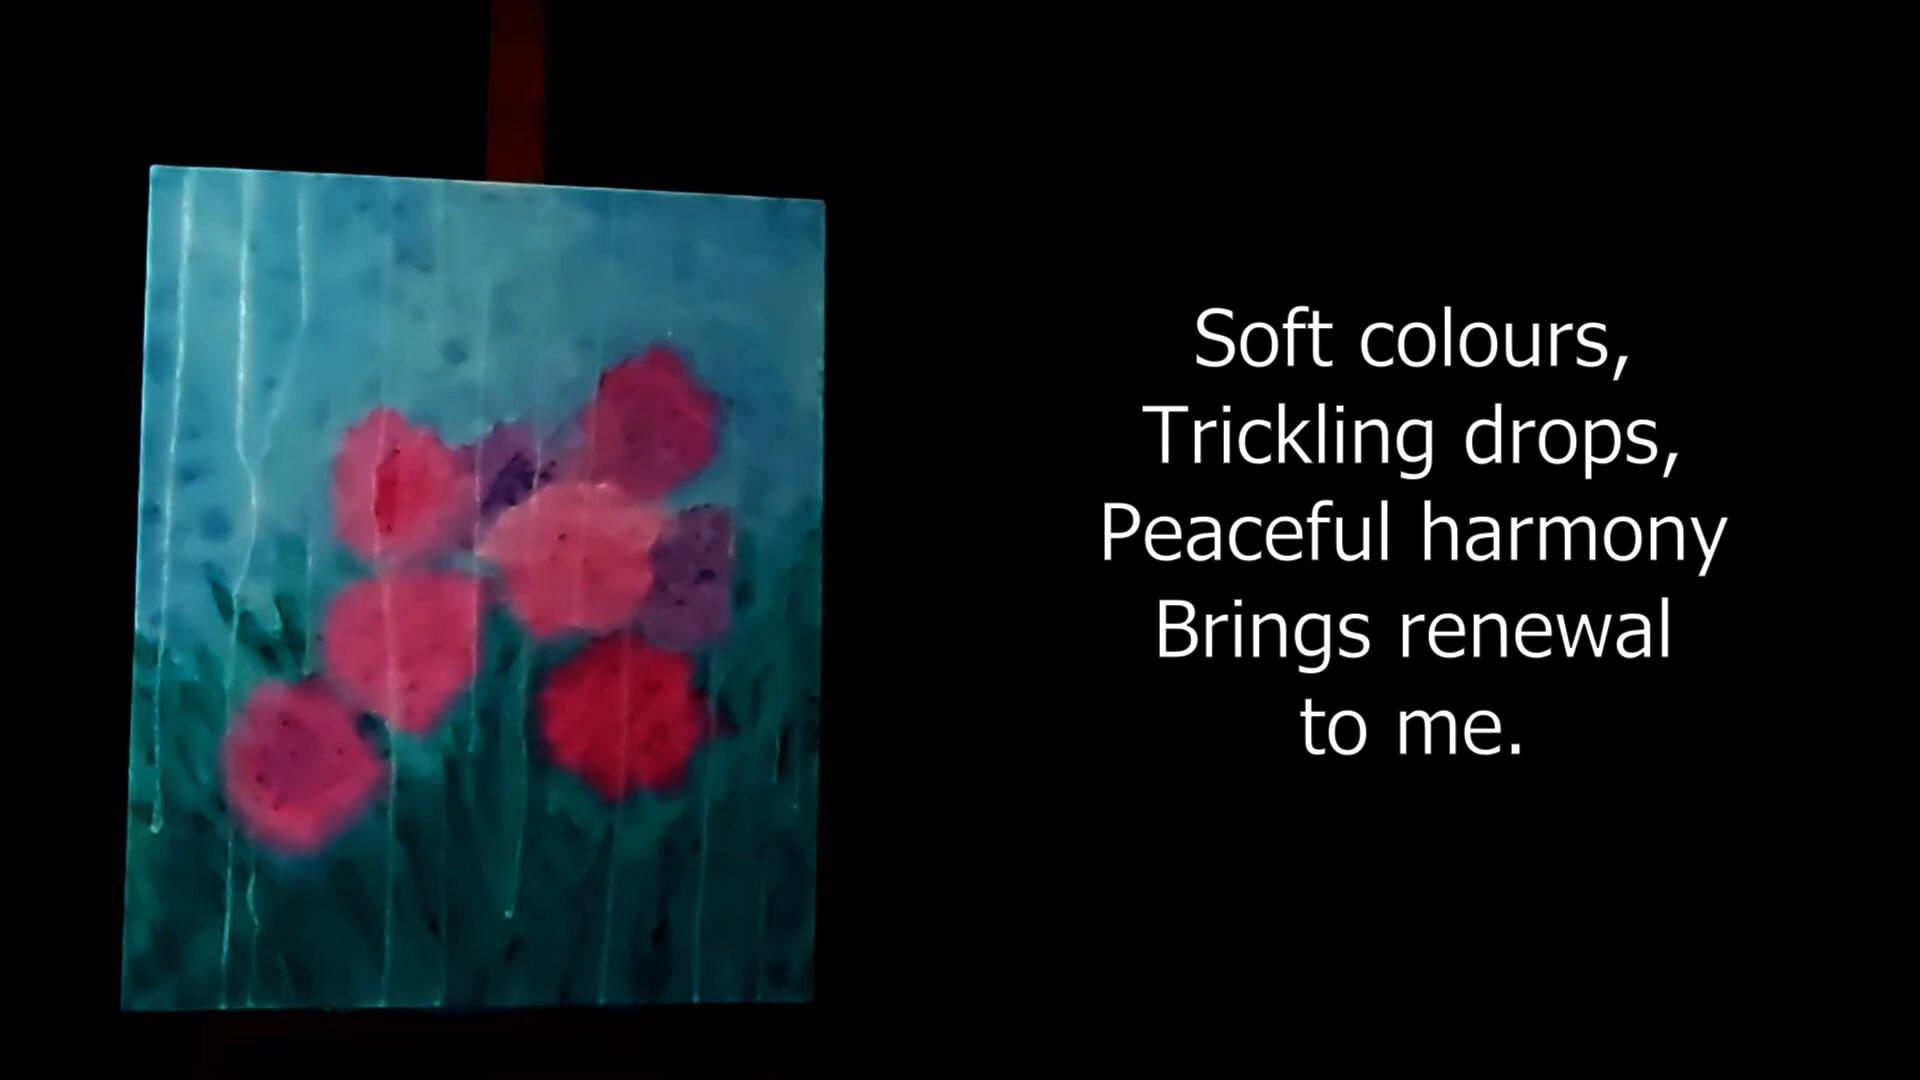 Soft colours,
Trickling drops,
Peaceful harmony
Brings renewal
to me.